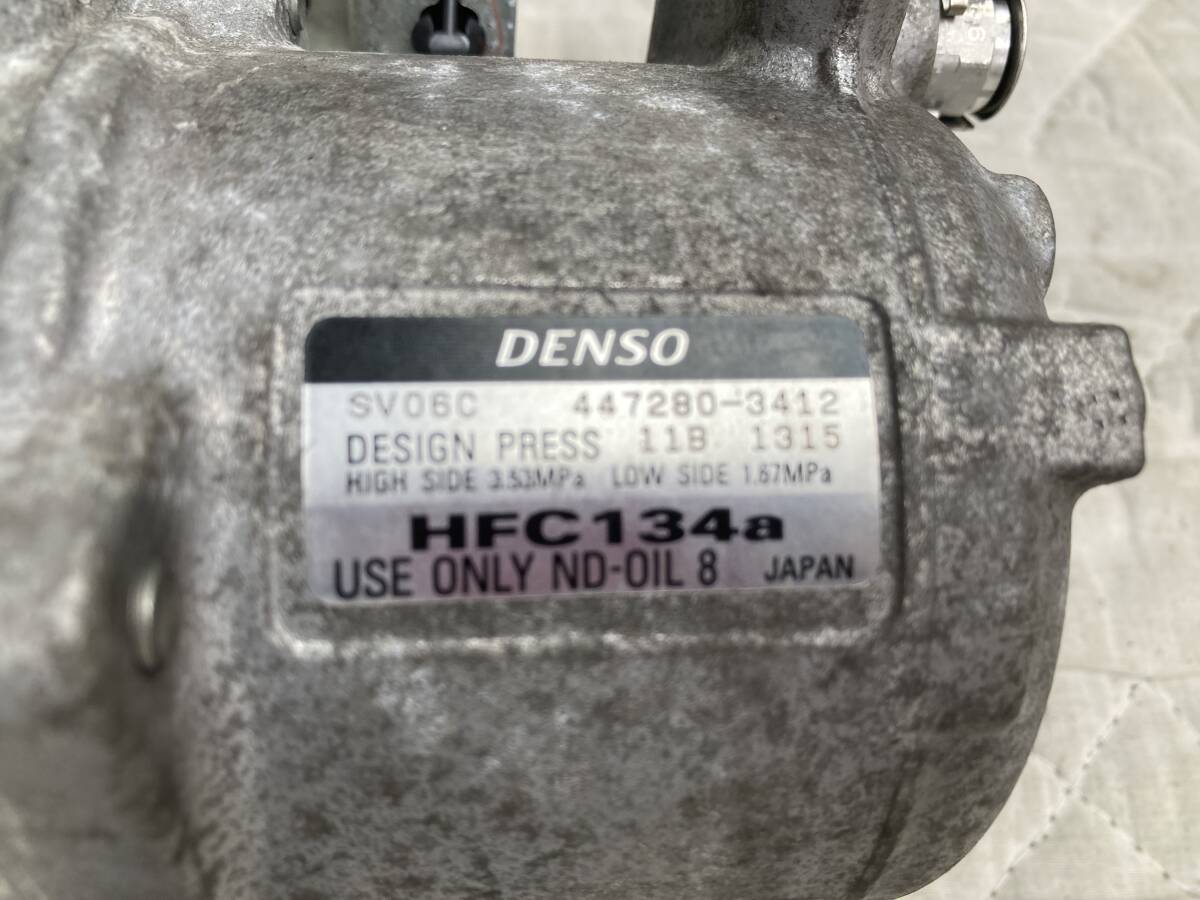 DENSO
SV06C 447280-3412
DESIGN PRESS 11B 1315
HIGH SIDE 3.53MPa LOW SIDE 1.67MPa
HFC134a
USE ONLY ND-OIL 8 JAPAN